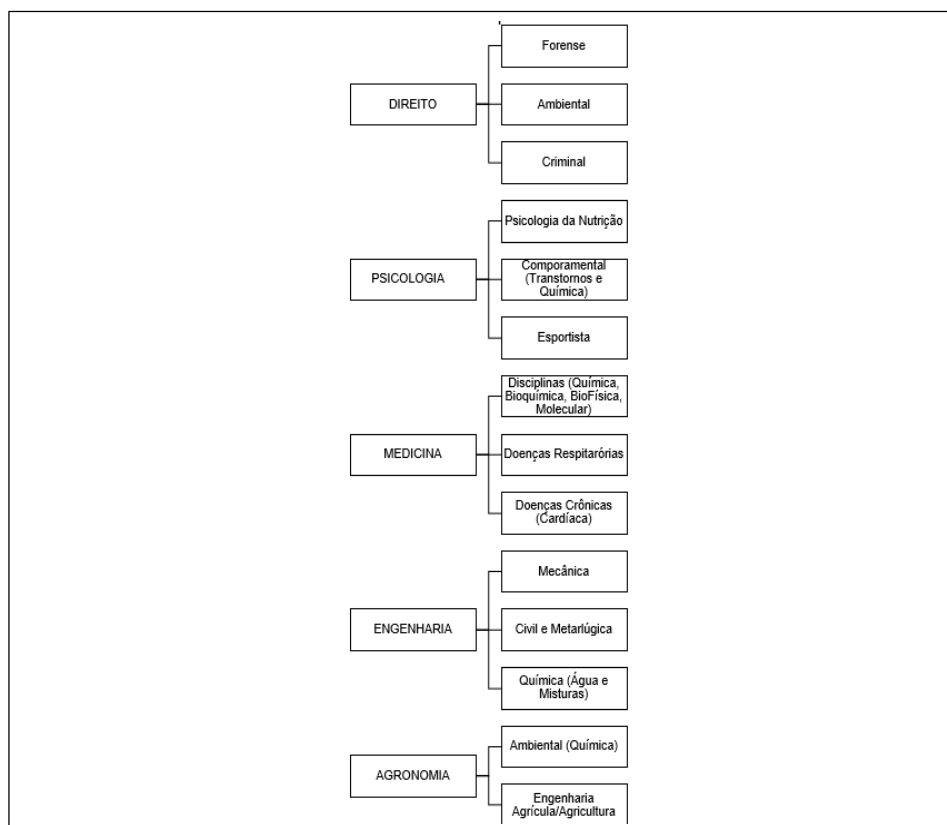 Forense
DIREITO
Ambiental
Criminal
Psicologia da Nutrição
PSICOLOGIA
Comporamental
(Transtornos e
Química)
Esportista
Disciplinas (Química,
Bioquímica, BioFísica,
Molecular)
MEDICINA
Doenças Respitarórias
Doenças Crônicas
(Cardíaca)
Mecânica
ENGENHARIA
Civil e Metarlúgica
Química (Água e
Misturas)
Ambiental (Química)
AGRONOMIA
Engenharia
Agrícula/Agricultura